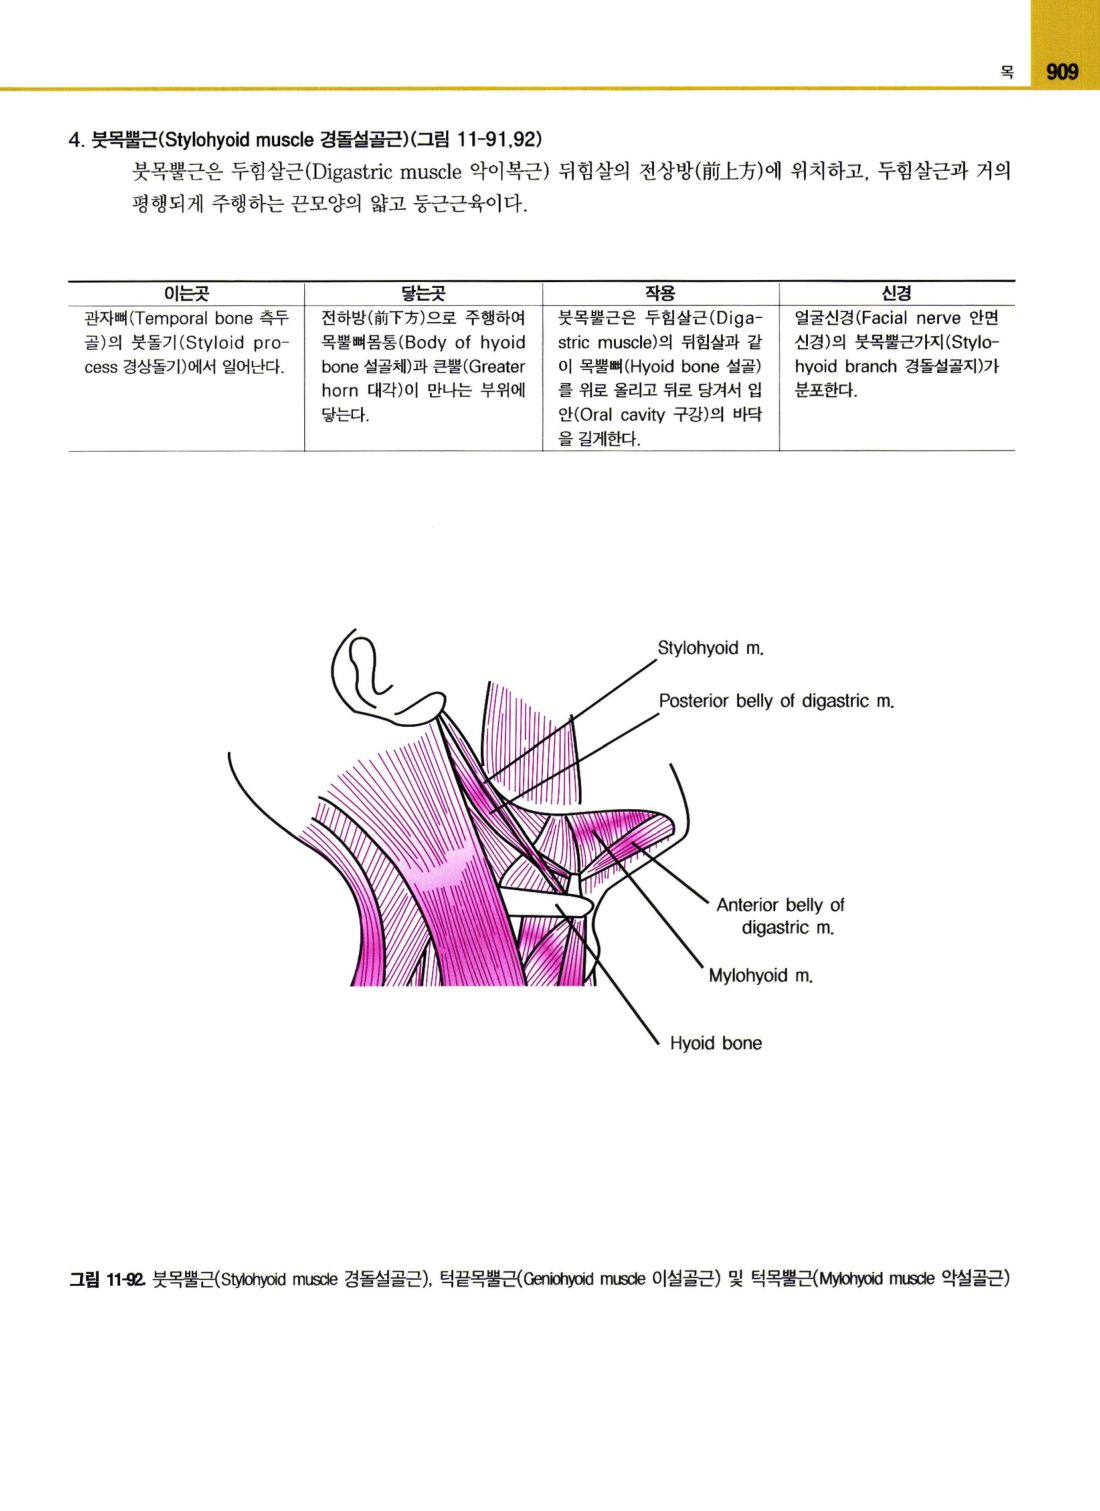 목 909
4. 붓목뿔근(Stylohyoid muscle 경돌설골근)(그림 11-91,92)
붓목뿔근은 두힘살근(Digastric muscle 악이복근) 뒤힘살의 전상방(前上方)에 위치하고, 두힘살근과 거의
평행되게 주행하는 끈모양의 얇고 둥근근육이다.
이는곳
관자뼈(Temporal bone 측두
골)의 붓돌기(Styloid pro-
cess 경상돌기)에서 일어난다.
닿는곳
전하방(前下方)으로 주행하여
목뿔뼈몸통(Body of hyoid
bone 설골체)과 큰뿔(Greater
horn 대각)이 만나는 부위에
닿는다.
작용
붓목뿔근은 두힘살근(Diga-
stric muscle)의 뒤힘살과 같
이 목뿔뼈(Hyoid bone 설골)
를 위로 올리고 뒤로 당겨서 입
안(Oral cavity 구강)의 바닥
을 길게한다.
신경
얼굴신경(Facial nerve 안면
신경)의 붓목뿔근가지(Stylo-
hyoid branch 경돌설골지)가
분포한다.
Stylohyoid m.
Posterior belly of digastric m.
Anterior belly of
digastric m.
Mylohyoid m.
Hyoid bone
그림 11-92. 붓목뿔근(Stylohyoid muscle 경돌설골근), 턱끝목뿔근(Geniohyoid muscle 이설골근) 및 턱목뿔근(Mylohyoid muscle 악설골근)